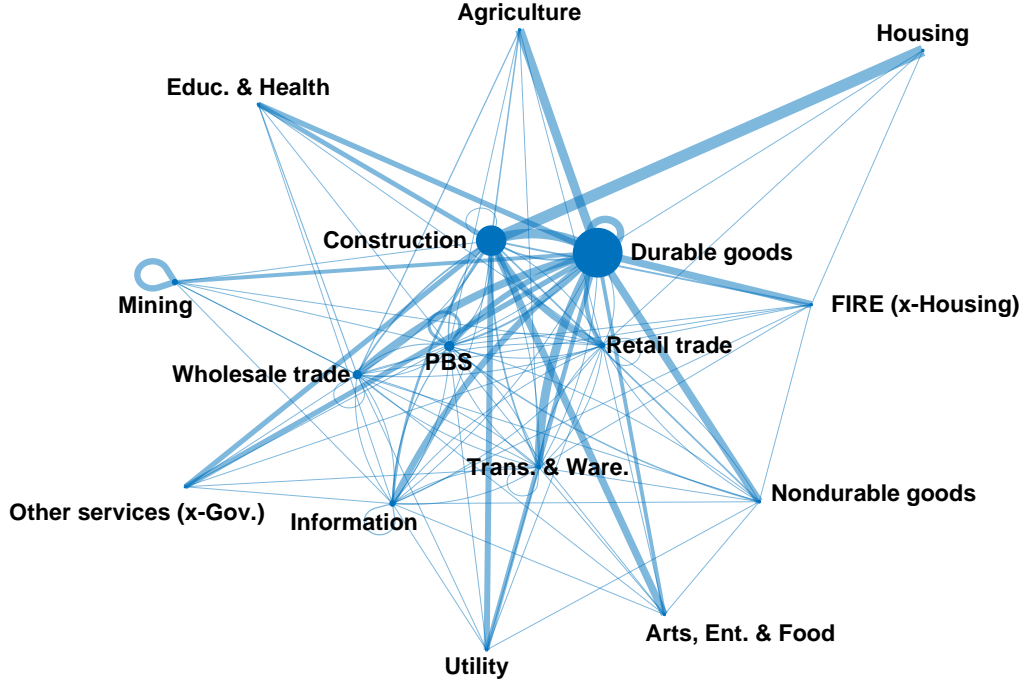 Agriculture
Housing
Educ. & Health
Construction
Durable goods
Mining
FIRE (x-Housing)
Retail trade
PBS
Wholesale trade
Trans. & Ware.
Nondurable goods
Other services (x-Gov.)
Information
Arts, Ent. & Food
Utility